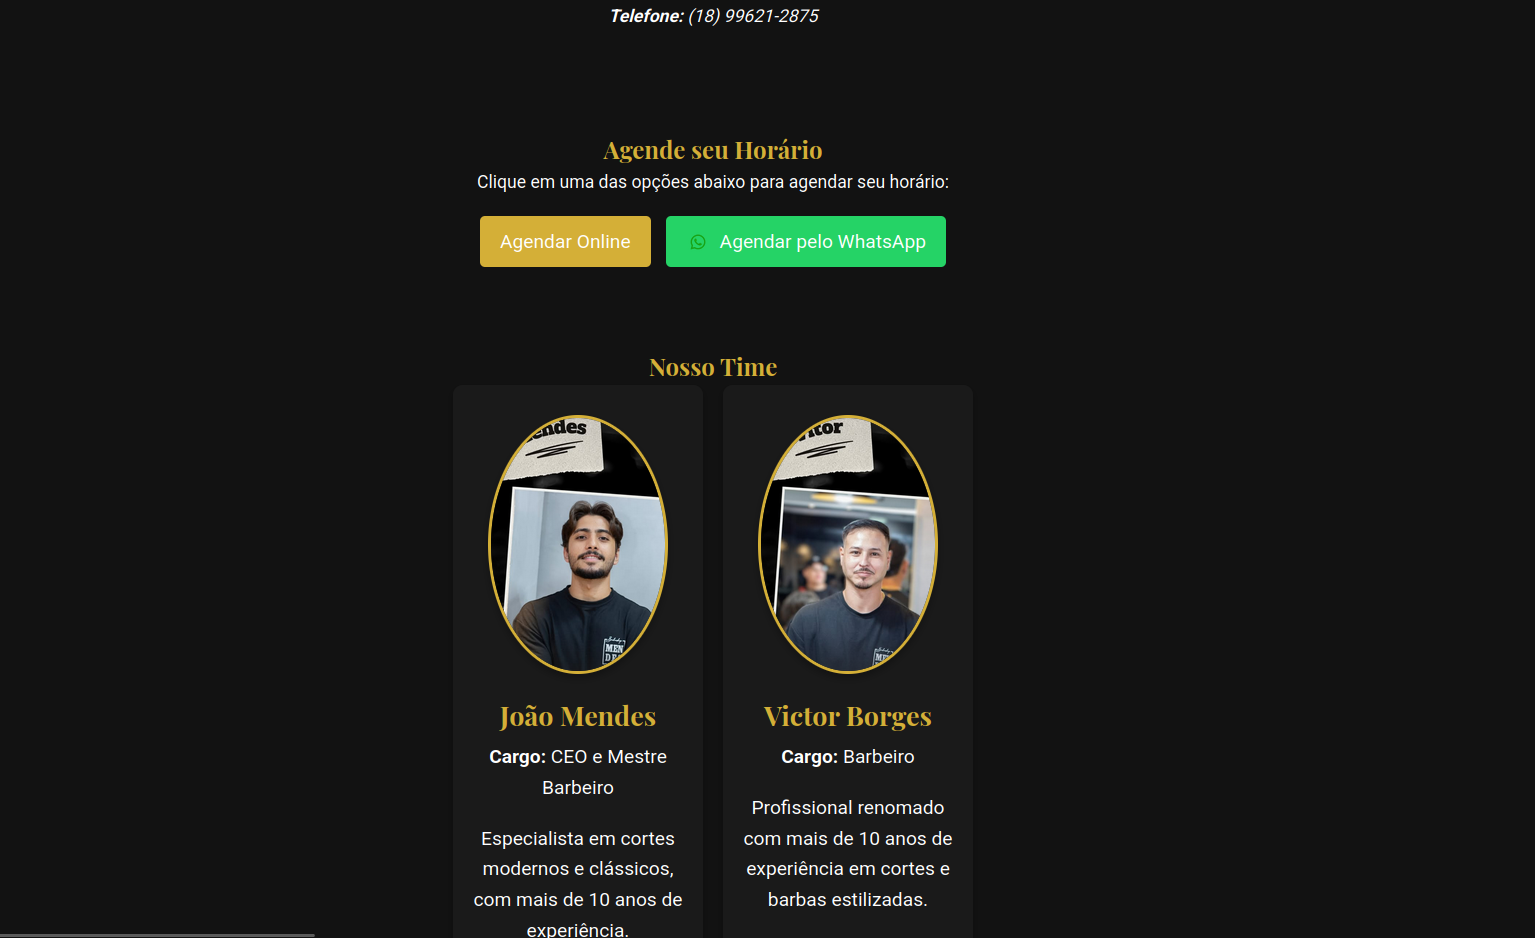 Telefone: (18) 99621-2875
Agende seu Horário
Clique em uma das opções abaixo para agendar seu horário:
Agendar Online
Agendar pelo WhatsApp
Nosso Time
MEN
João Mendes
Cargo: CEO e Mestre
Barbeiro
Especialista em cortes
modernos e clássicos,
com mais de 10 anos de
experiência.
MEN
Victor Borges
Cargo: Barbeiro
Profissional renomado
com mais de 10 anos de
experiência em cortes e
barbas estilizadas.